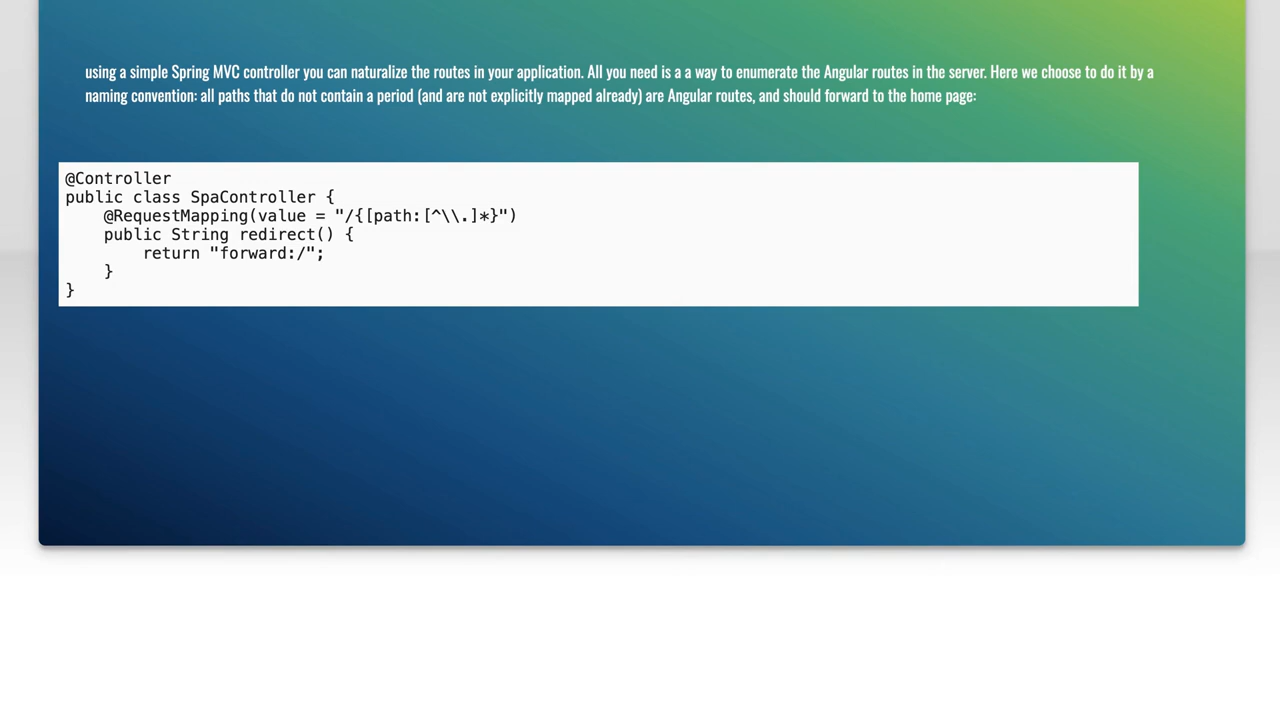 using a simple Spring MVC controller you can naturalize the routes in your application. All you need is a a way to enumerate the Angular routes in the server. Here we choose to do it by a
naming convention: all paths that do not contain a period (and are not explicitly mapped already) are Angular routes, and should forward to the home page:
@Controller
public class SpaController {
    @RequestMapping(value = "/{[path:[^\\.]*}")
    public String redirect() {
        return "forward:/";
    }
}